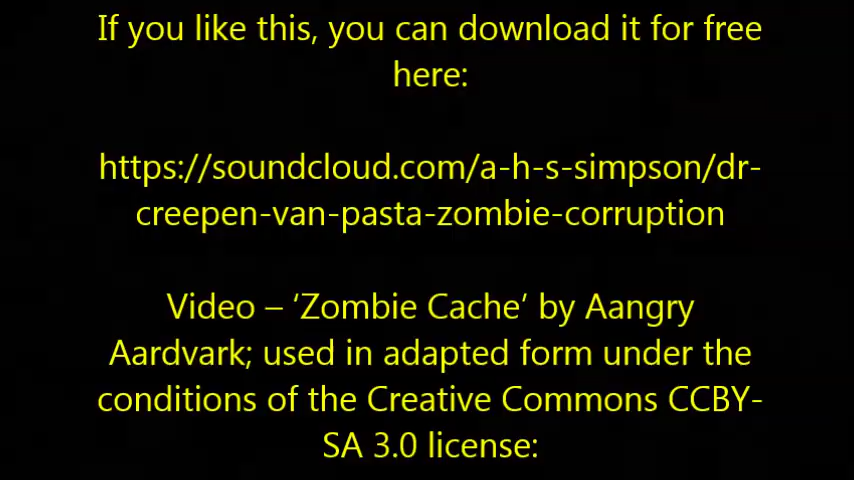 If you like this, you can download it for free
here:
https://soundcloud.com/a-h-s-simpson/dr-
creepen-van-pasta-zombie-corruption
Video – ‘Zombie Cache’ by Aangry
Aardvark; used in adapted form under the
conditions of the Creative Commons CCBY-
SA 3.0 license: